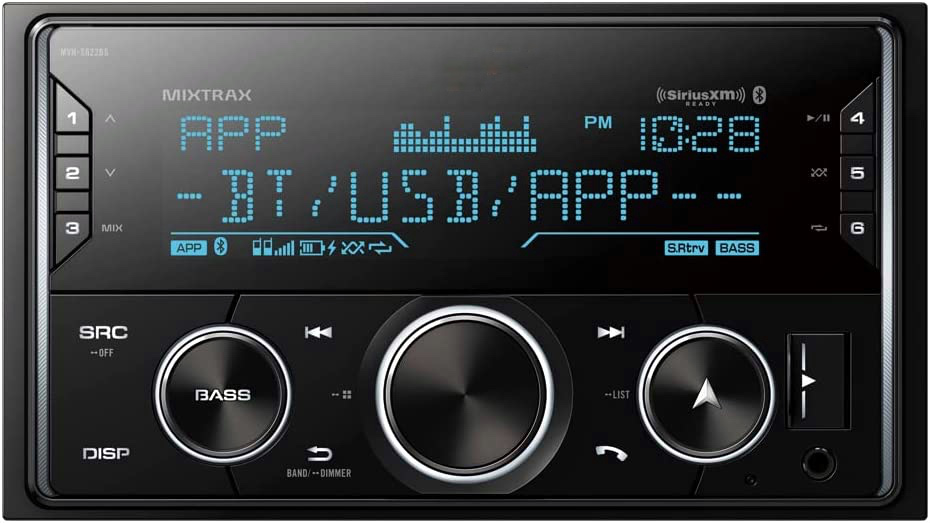 MVH-S622BS
MIXTRAX
((SiriusXM))
READY
APP
PM 10:28
-BT/USB/APP--
APP
S.Rtrv BASS
1
2
3 MIX
4
5
6
SRC
OFF
BASS
DISP
BAND/ DIMMER
LIST